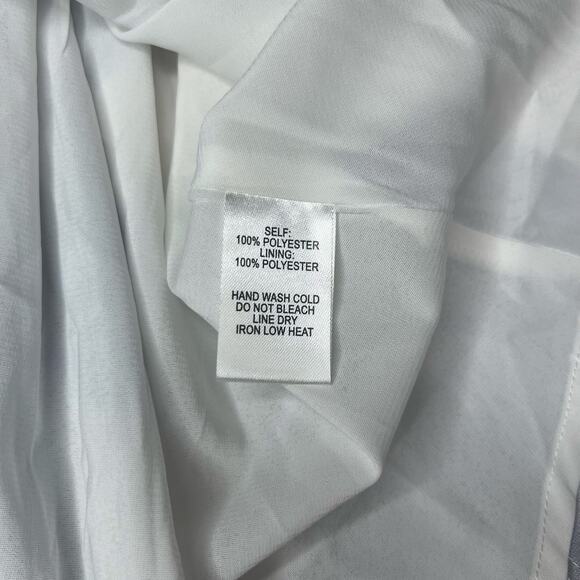 SELF:
100% POLYESTER
LINING:
100% POLYESTER
HAND WASH COLD
DO NOT BLEACH
LINE DRY
IRON LOW HEAT